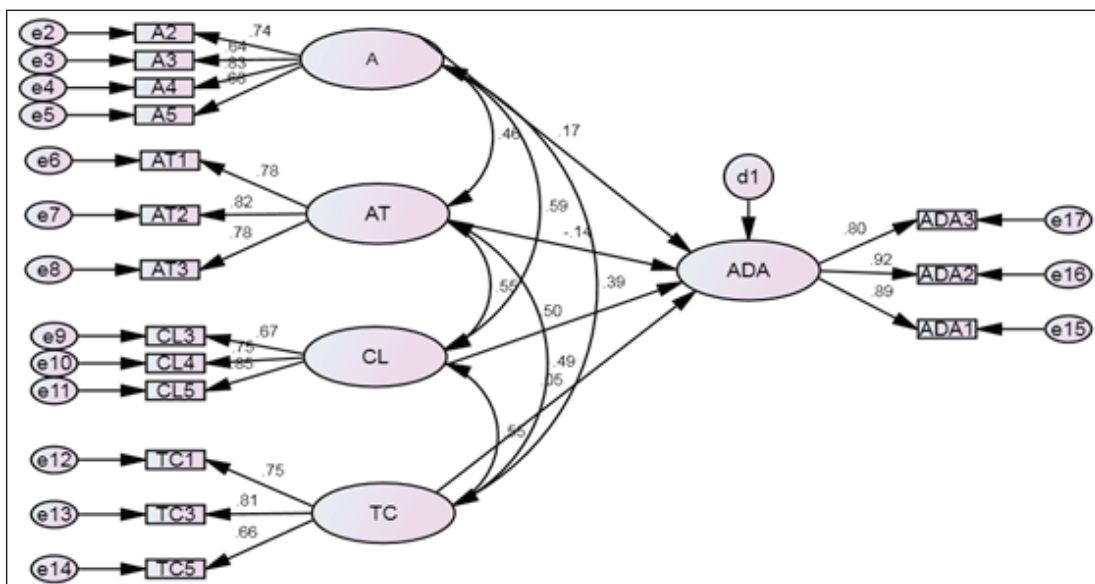 e2 A2 .74
e3 A3 .64
e4 A4 .83
e5 A5 .68
A
e6 AT1 .78
e7 AT2 .82
e8 AT3 .78
AT
e9 CL3 .67
e10 CL4 .75
e11 CL5 .85
CL
e12 TC1 .75
e13 TC3 .81
e14 TC5 .66
TC
.46
.59
.39
.55
.49
.55
.17
-.14
.50
.05
d1
ADA
.80 ADA3 e17
.92 ADA2 e16
.89 ADA1 e15